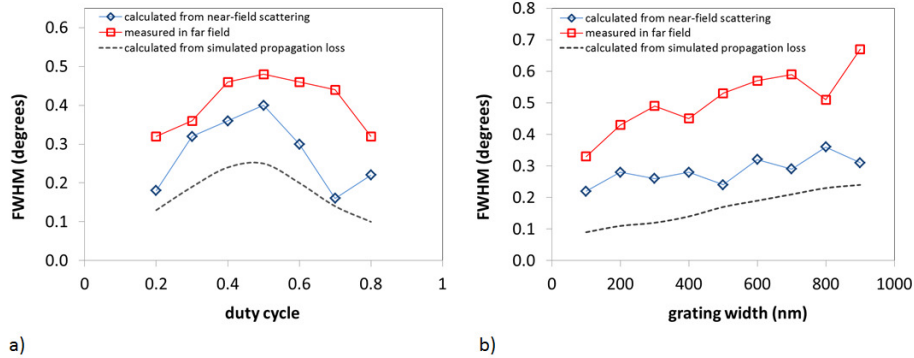 calculated from near-field scattering
measured in far field
calculated from simulated propagation loss
FWHM (degrees)
0.6
0.5
0.4
0.3
0.2
0.1
0.0
0 0.2 0.4 0.6 0.8 1
duty cycle
a)
calculated from near-field scattering
measured in far field
calculated from simulated propagation loss
FWHM (degrees)
0.8
0.7
0.6
0.5
0.4
0.3
0.2
0.1
0.0
0 200 400 600 800 1000
grating width (nm)
b)